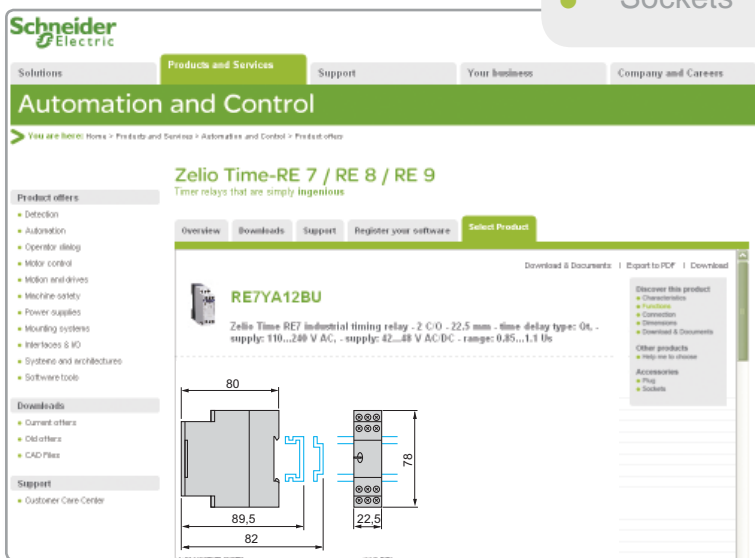 Sockets
Schneider
Electric
Solutions
Products and Services
Support
Your business
Company and Careers
Automation and Control
You are here: Home > Products and Services > Automation and Control > Product offers
Zelio Time-RE 7 / RE 8 / RE 9
Timer relays that are simply ingenious
Product offers
Detection
Automation
Operator dialog
Motor control
Motion and drives
Machine safety
Power supplies
Mounting systems
Interfaces & I/O
Systems and architectures
Software tools
Downloads
Current offers
Old offers
CAD Files
Support
Customer Care Center
Overview
Downloads
Support
Register your software
Select Product
Download & Documents | Export to PDF | Download
RE7YA12BU
Zelio Time RE7 industrial timing relay - 2 C/O - 22,5 mm - time delay type: Qt, -
supply: 110...240 V AC, - supply: 42...48 V AC/DC - range: 0.85...1.1 Us
Discover this product
Characteristics
Functions
Connection
Dimensions
Download & Documents
Other products
Help me to choose
Accessories
Plug
Sockets
80
78
89,5
22,5
82